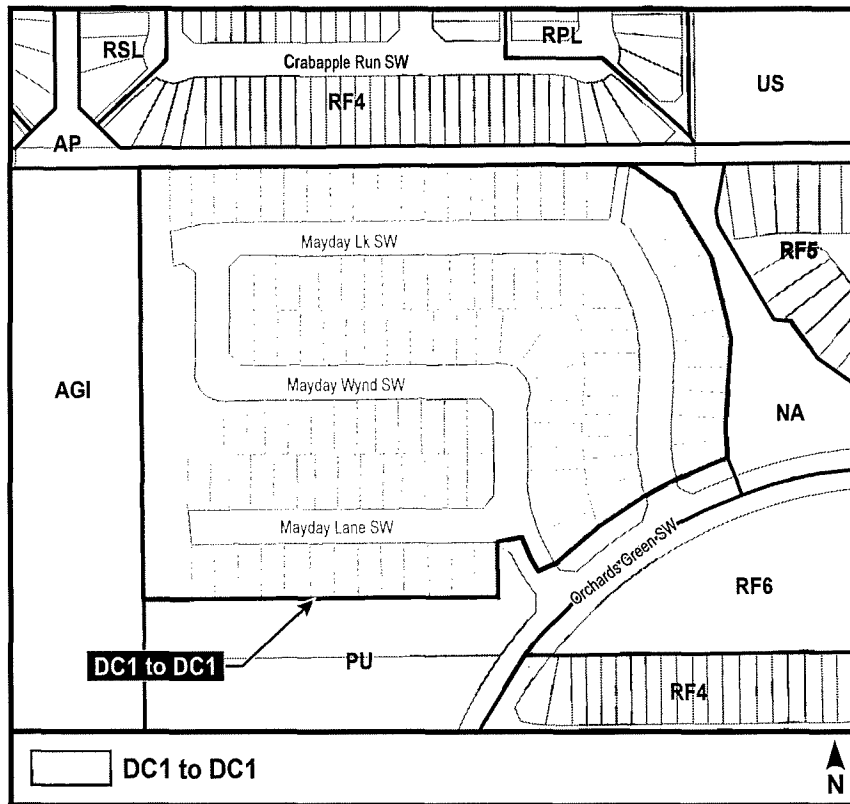 RSL
RPL
Crabapple Run SW
US
RF4
AP
Mayday Lk SW
RF5
Mayday Wynd SW
AGI
NA
Mayday Lane SW
Orchards Green SW
RF6
DC1 to DC1
PU
RF4
DC1 to DC1
N